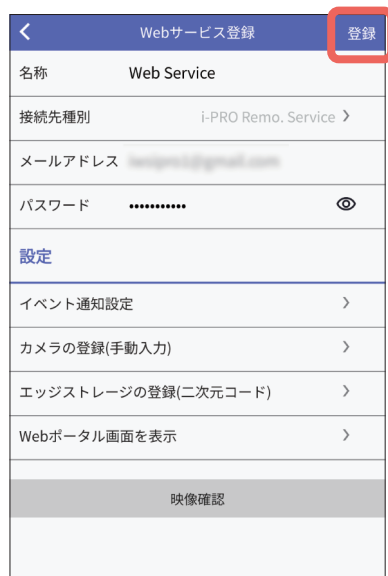 Webサービス登録 登録
名称 Web Service
接続先種別 i-PRO Remo. Service
メールアドレス
パスワード •••••••••••
設定
イベント通知設定
カメラの登録(手動入力)
エッジストレージの登録(二次元コード)
Webポータル画面を表示
映像確認